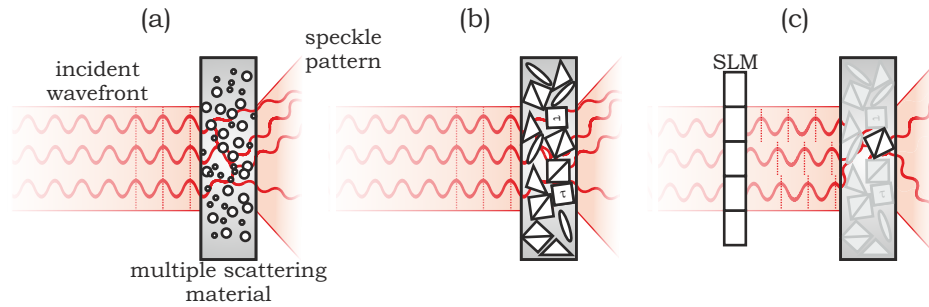 (a)
incident
wavefront
speckle
pattern
multiple scattering
material
(b)
τ
τ
(c)
SLM